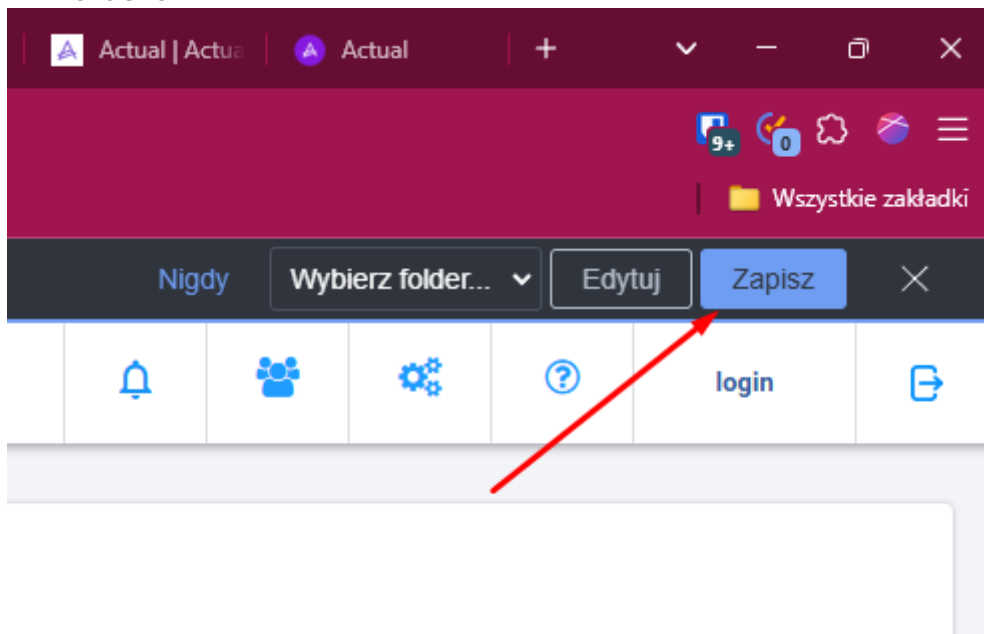 Actual | Actua
Actual
9+
0
Wszystkie zakładki
Nigdy
Wybierz folder...
Edytuj
Zapisz
login